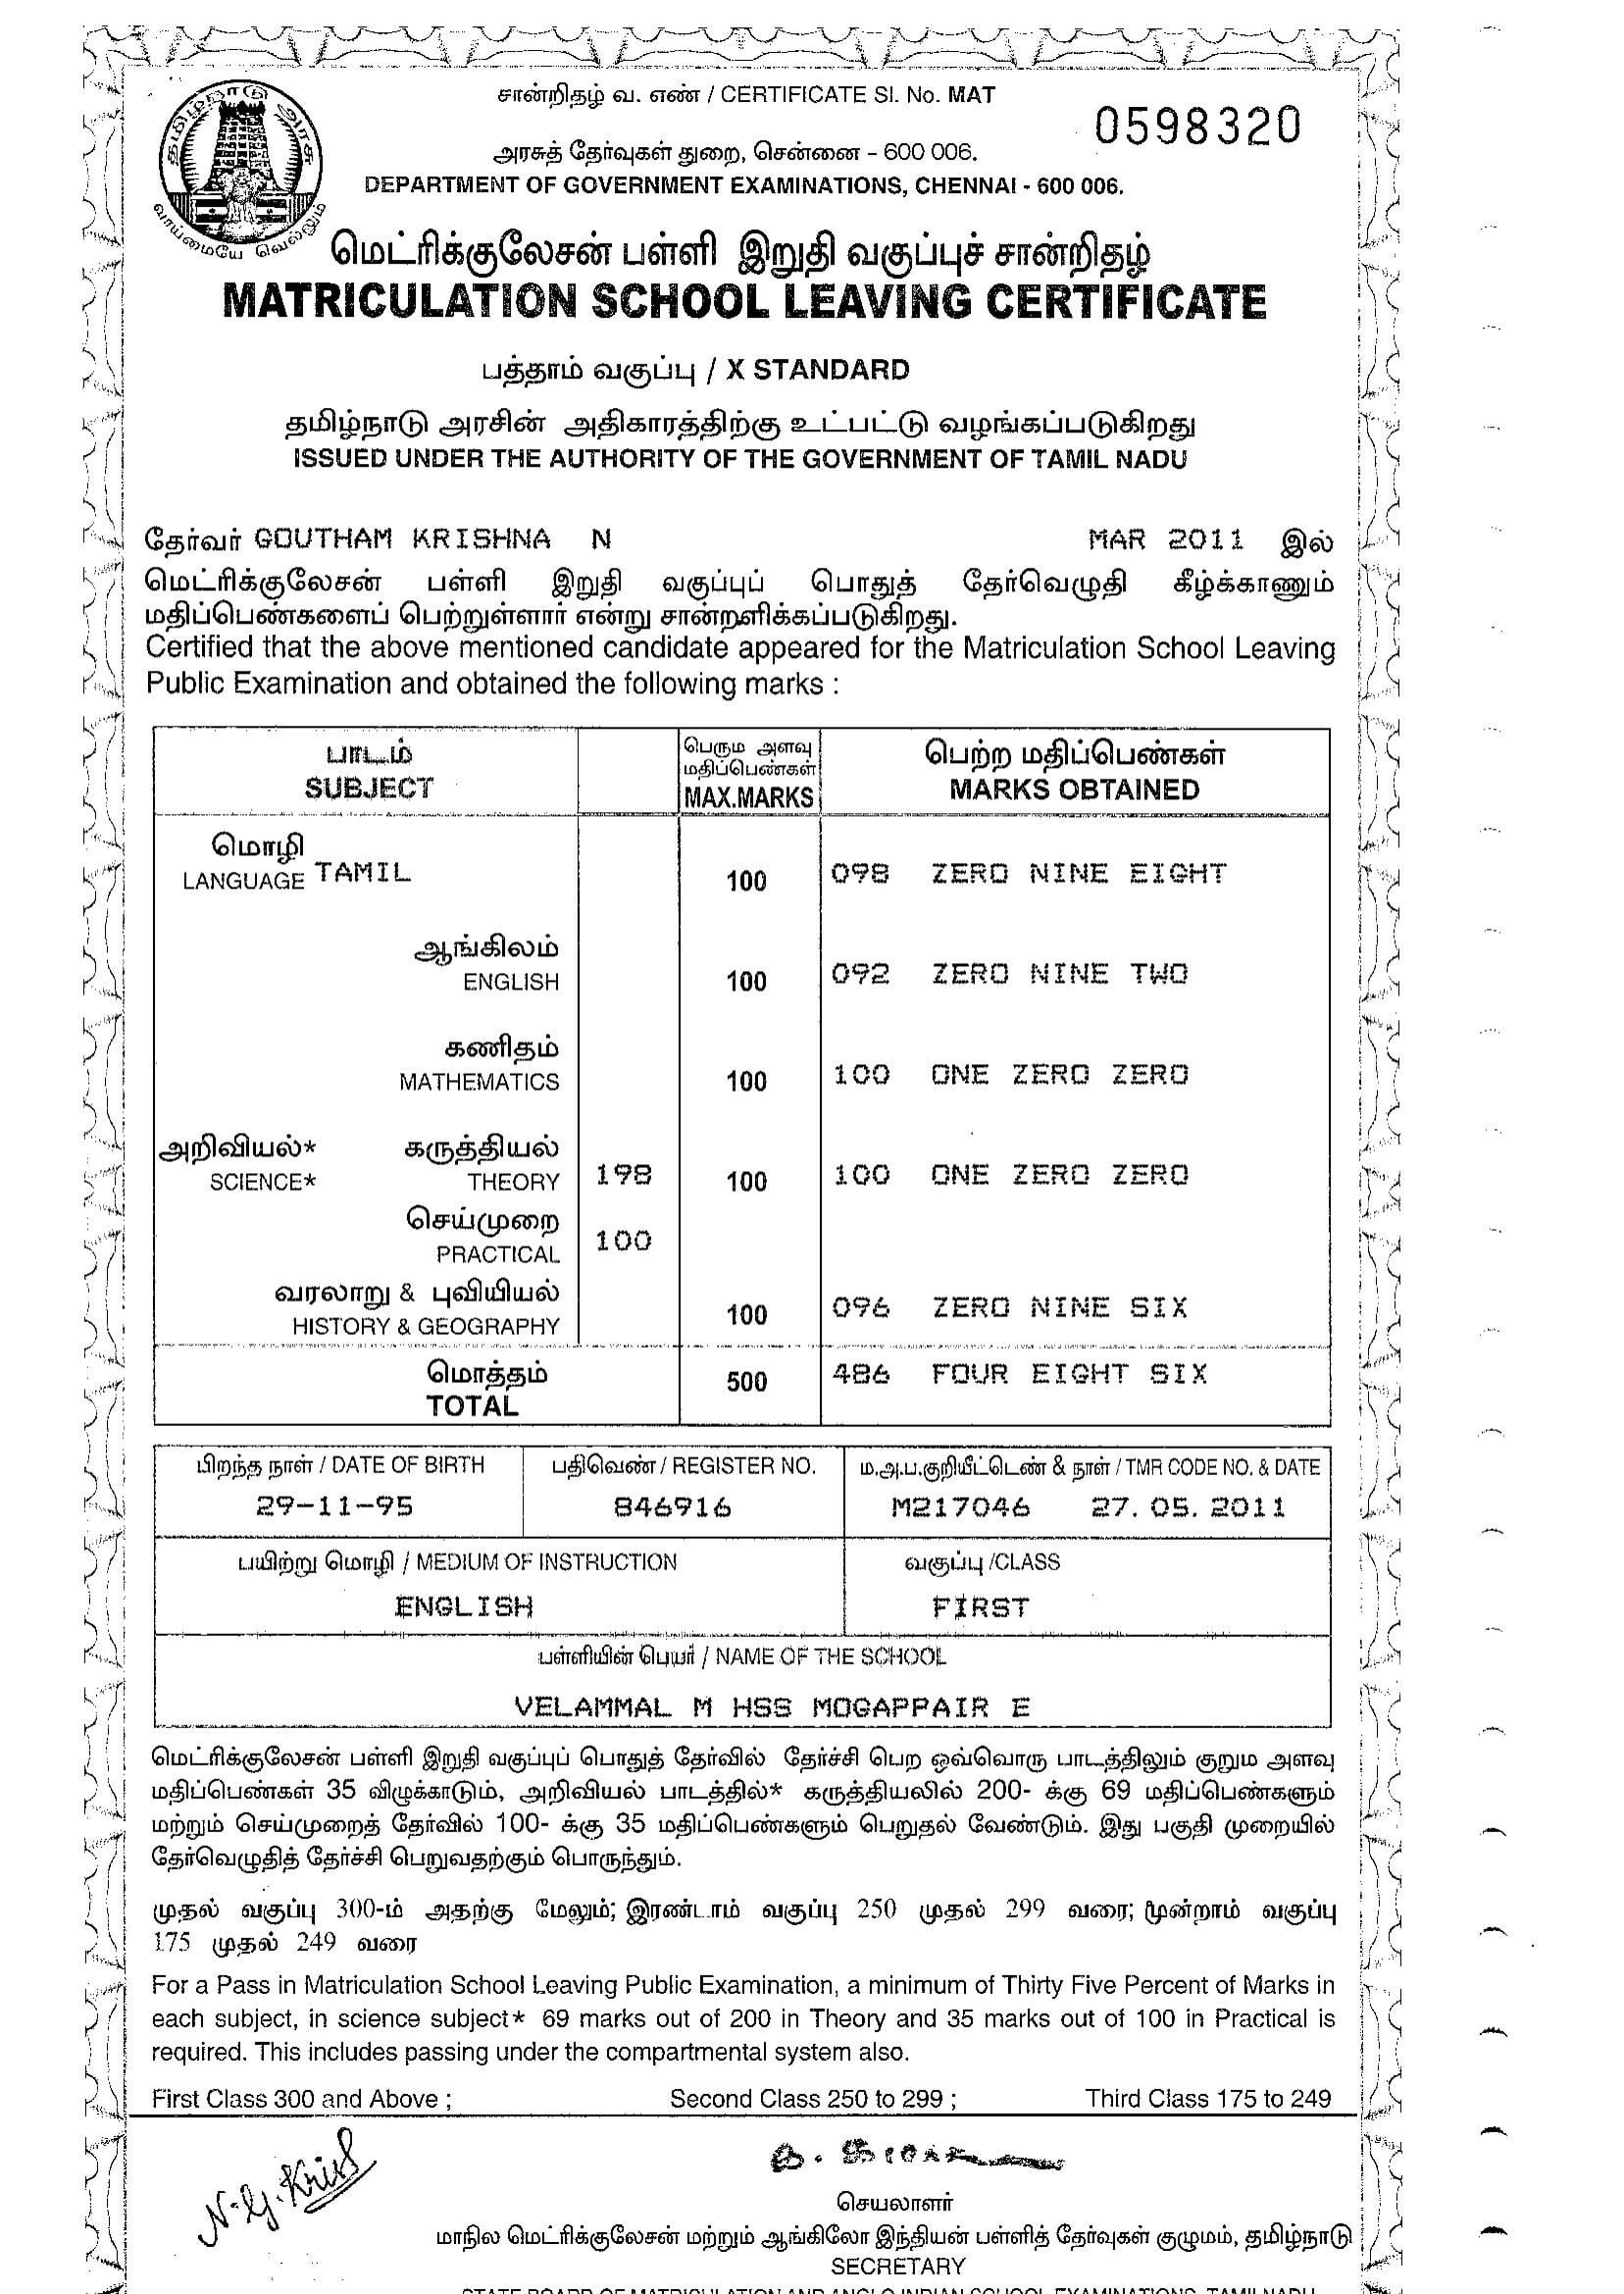 தமிழ்நாடு அரசு
வாய்மையே வெல்லும்
சான்றிதழ் வ. எண் / CERTIFICATE Sl. No. MAT
0598320
அரசுத் தேர்வுகள் துறை, சென்னை - 600 006.
DEPARTMENT OF GOVERNMENT EXAMINATIONS, CHENNAI - 600 006.
மெட்ரிக்குலேசன் பள்ளி இறுதி வகுப்புச் சான்றிதழ்
MATRICULATION SCHOOL LEAVING CERTIFICATE
பத்தாம் வகுப்பு / X STANDARD
தமிழ்நாடு அரசின் அதிகாரத்திற்கு உட்பட்டு வழங்கப்படுகிறது
ISSUED UNDER THE AUTHORITY OF THE GOVERNMENT OF TAMIL NADU
தேர்வர் GOUTHAM KRISHNA N MAR 2011 இல்
மெட்ரிக்குலேசன் பள்ளி இறுதி வகுப்புப் பொதுத் தேர்வெழுதி கீழ்க்காணும்
மதிப்பெண்களைப் பெற்றுள்ளார் என்று சான்றளிக்கப்படுகிறது.
Certified that the above mentioned candidate appeared for the Matriculation School Leaving
Public Examination and obtained the following marks :
பாடம் பெரும அளவு மதிப்பெண்கள் பெற்ற மதிப்பெண்கள்
SUBJECT MAX.MARKS MARKS OBTAINED
மொழி
LANGUAGE TAMIL 100 098 ZERO NINE EIGHT
ஆங்கிலம்
ENGLISH 100 092 ZERO NINE TWO
கணிதம்
MATHEMATICS 100 100 ONE ZERO ZERO
அறிவியல்* கருத்தியல்
SCIENCE* THEORY 198 100 100 ONE ZERO ZERO
செய்முறை
PRACTICAL 100
வரலாறு & புவியியல்
HISTORY & GEOGRAPHY 100 096 ZERO NINE SIX
மொத்தம்
TOTAL 500 486 FOUR EIGHT SIX
பிறந்த நாள் / DATE OF BIRTH பதிவெண் / REGISTER NO. ம.அ.ப.குறியீட்டெண் & நாள் / TMR CODE NO. & DATE
29-11-95 846916 M217046 27. 05. 2011
பயிற்று மொழி / MEDIUM OF INSTRUCTION வகுப்பு /CLASS
ENGLISH FIRST
பள்ளியின் பெயர் / NAME OF THE SCHOOL
VELAMMAL M HSS MOGAPPAIR E
மெட்ரிக்குலேசன் பள்ளி இறுதி வகுப்புப் பொதுத் தேர்வில் தேர்ச்சி பெற ஒவ்வொரு பாடத்திலும் குறும அளவு
மதிப்பெண்கள் 35 விழுக்காடும், அறிவியல் பாடத்தில்* கருத்தியலில் 200- க்கு 69 மதிப்பெண்களும்
மற்றும் செய்முறைத் தேர்வில் 100- க்கு 35 மதிப்பெண்களும் பெறுதல் வேண்டும். இது பகுதி முறையில்
தேர்வெழுதித் தேர்ச்சி பெறுவதற்கும் பொருந்தும்.
முதல் வகுப்பு 300-ம் அதற்கு மேலும்; இரண்டாம் வகுப்பு 250 முதல் 299 வரை; மூன்றாம் வகுப்பு
175 முதல் 249 வரை
For a Pass in Matriculation School Leaving Public Examination, a minimum of Thirty Five Percent of Marks in
each subject, in science subject* 69 marks out of 200 in Theory and 35 marks out of 100 in Practical is
required. This includes passing under the compartmental system also.
First Class 300 and Above ; Second Class 250 to 299 ; Third Class 175 to 249
N.G.Krish
செயலாளர்
மாநில மெட்ரிக்குலேசன் மற்றும் ஆங்கிலோ இந்தியன் பள்ளித் தேர்வுகள் குழுமம், தமிழ்நாடு
SECRETARY
STATE BOARD OF MATRICULATION AND ANGLO INDIAN SCHOOL EXAMINATIONS, TAMILNADU